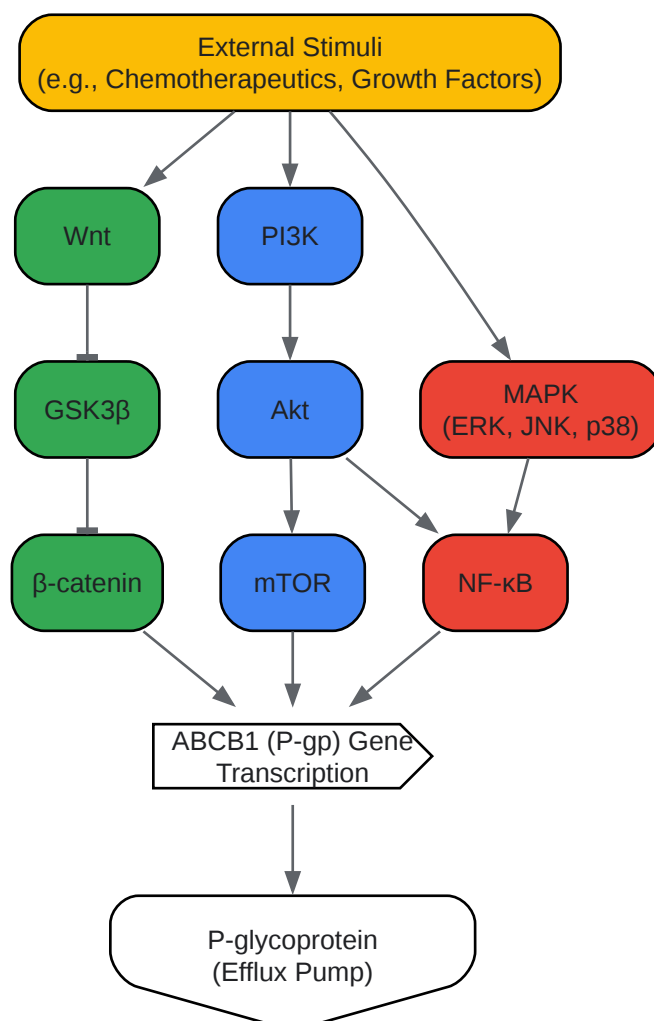 External Stimuli
(e.g., Chemotherapeutics, Growth Factors)
Wnt
PI3K
GSK3β
Akt
MAPK
(ERK, JNK, p38)
β-catenin
mTOR
NF-κB
ABCB1 (P-gp) Gene
Transcription
P-glycoprotein
(Efflux Pump)